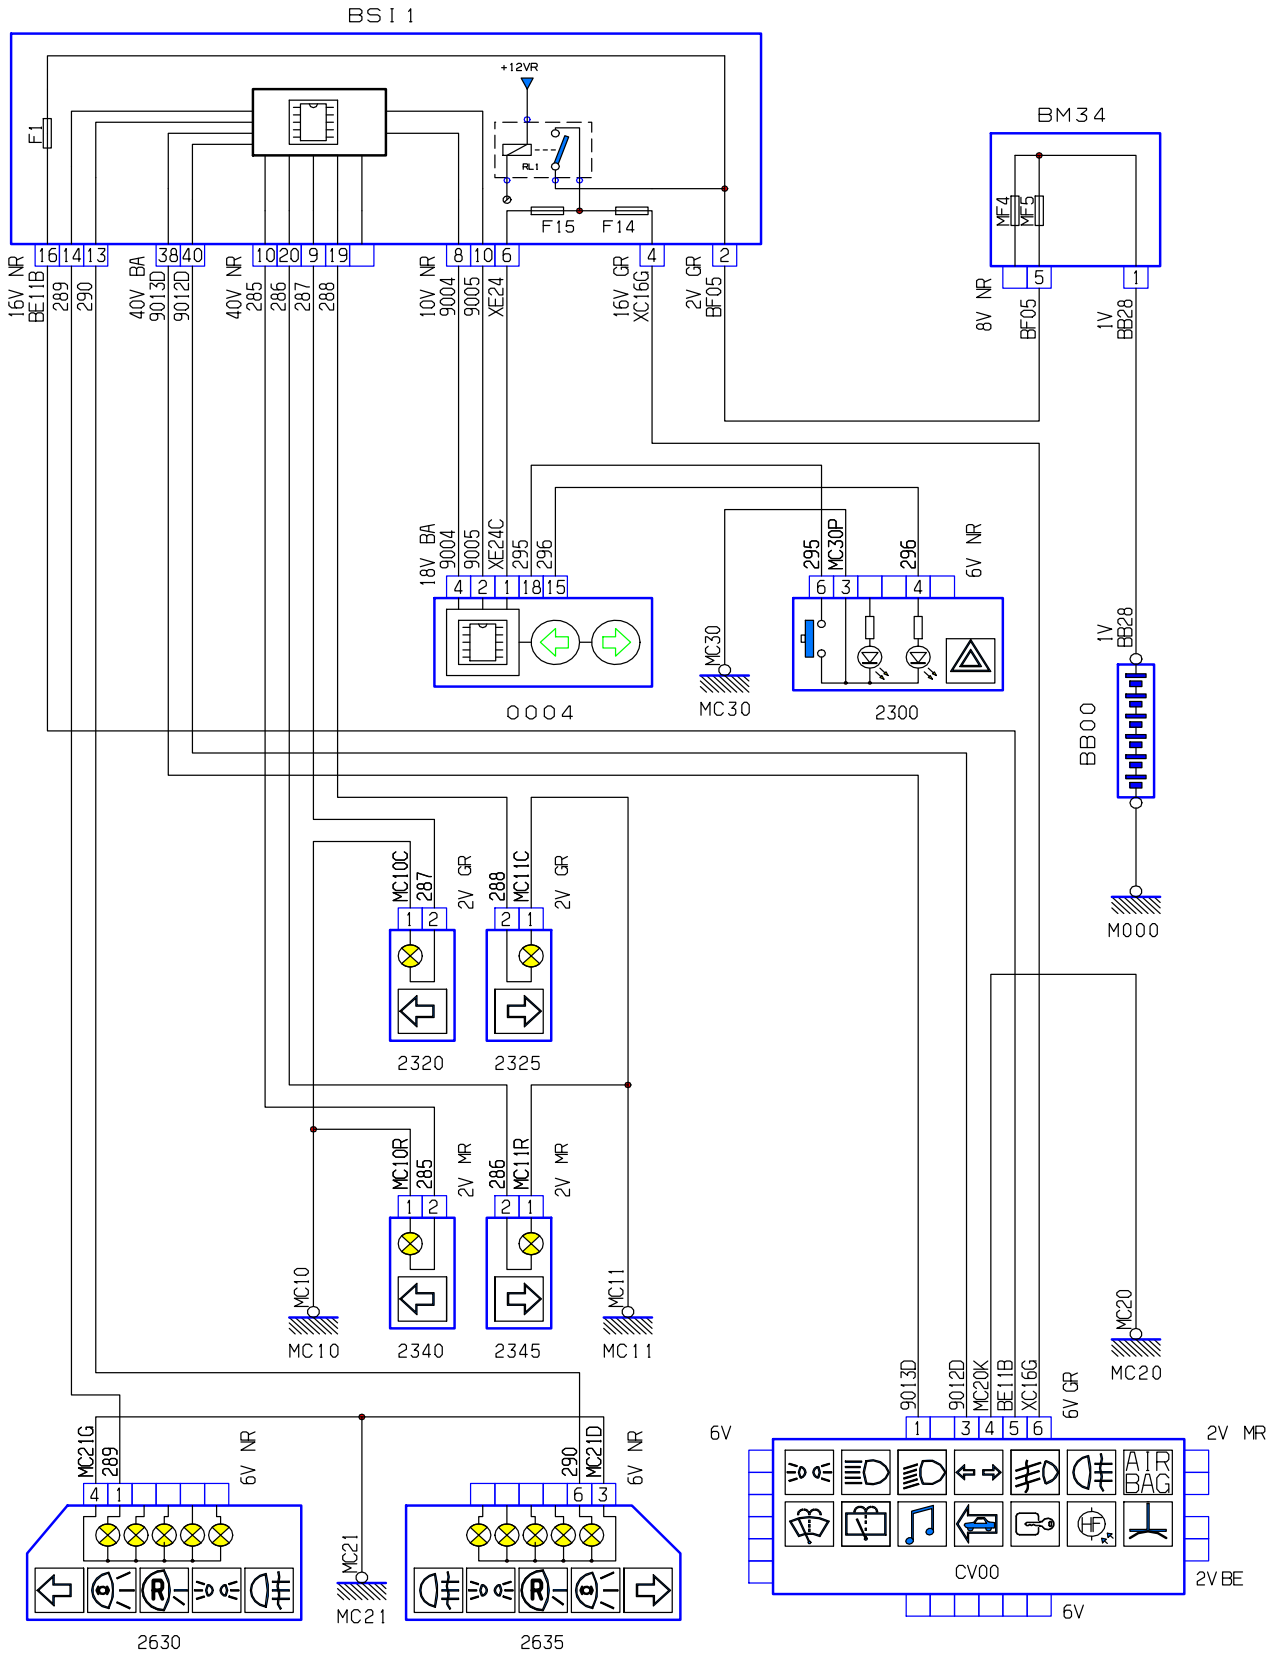 BSI1
+12VR
F1
RL1
F15
F14
BM34
MF4
MF5
16 14 13
38 40
10 20 9 19
8 10 6
4
2
5
1
16V NR
BE11B
289
290
40V BA
9013D
9012D
40V NR
285
286
287
288
10V NR
9004
9005
XE24
16V GR
XC16G
2V GR
BF05
8V NR
BF05
1V
BB28
18V BA
9004
9005
XE24C
295
296
4 2 1 18 15
0004
MC30
MC30
295
MC30P
296
6V NR
6 3 4
2300
1V
BB28
BB00
M000
MC10C
287
2V GR
1 2
2320
288
MC11C
2V GR
2 1
2325
MC10R
285
2V MR
1 2
2340
286
MC11R
2V MR
2 1
2345
MC10
MC10
MC11
MC11
MC20
MC20
MC21G
289
6V NR
4 1
R
2630
MC21
MC21
290
MC21D
6V NR
6 3
R
2635
9013D
9012D
MC20K
BE11B
XC16G
6V GR
1 3 4 5 6
6V
2V MR
AIR
BAG
HF
CV00
2V BE
6V